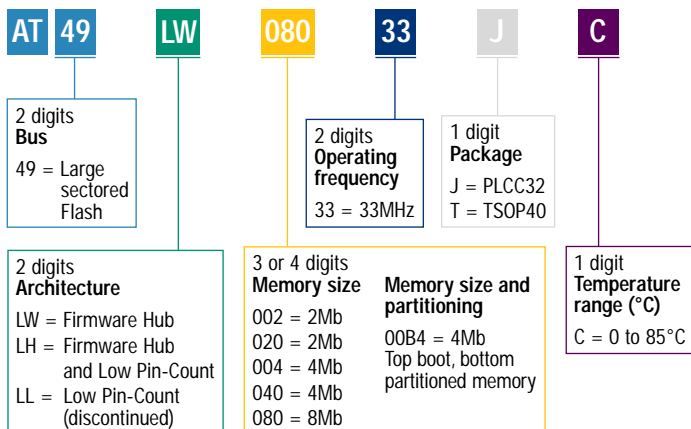 AT 49 LW 080 33 J C
2 digits
Bus
49 = Large
sectored
Flash
2 digits
Operating
frequency
33 = 33MHz
1 digit
Package
J = PLCC32
T = TSOP40
2 digits
Architecture
LW = Firmware Hub
LH = Firmware Hub
and Low Pin-Count
LL = Low Pin-Count
(discontinued)
3 or 4 digits
Memory size
002 = 2Mb
020 = 2Mb
004 = 4Mb
040 = 4Mb
080 = 8Mb
Memory size and
partitioning
00B4 = 4Mb
Top boot, bottom
partitioned memory
1 digit
Temperature
range (°C)
C = 0 to 85°C